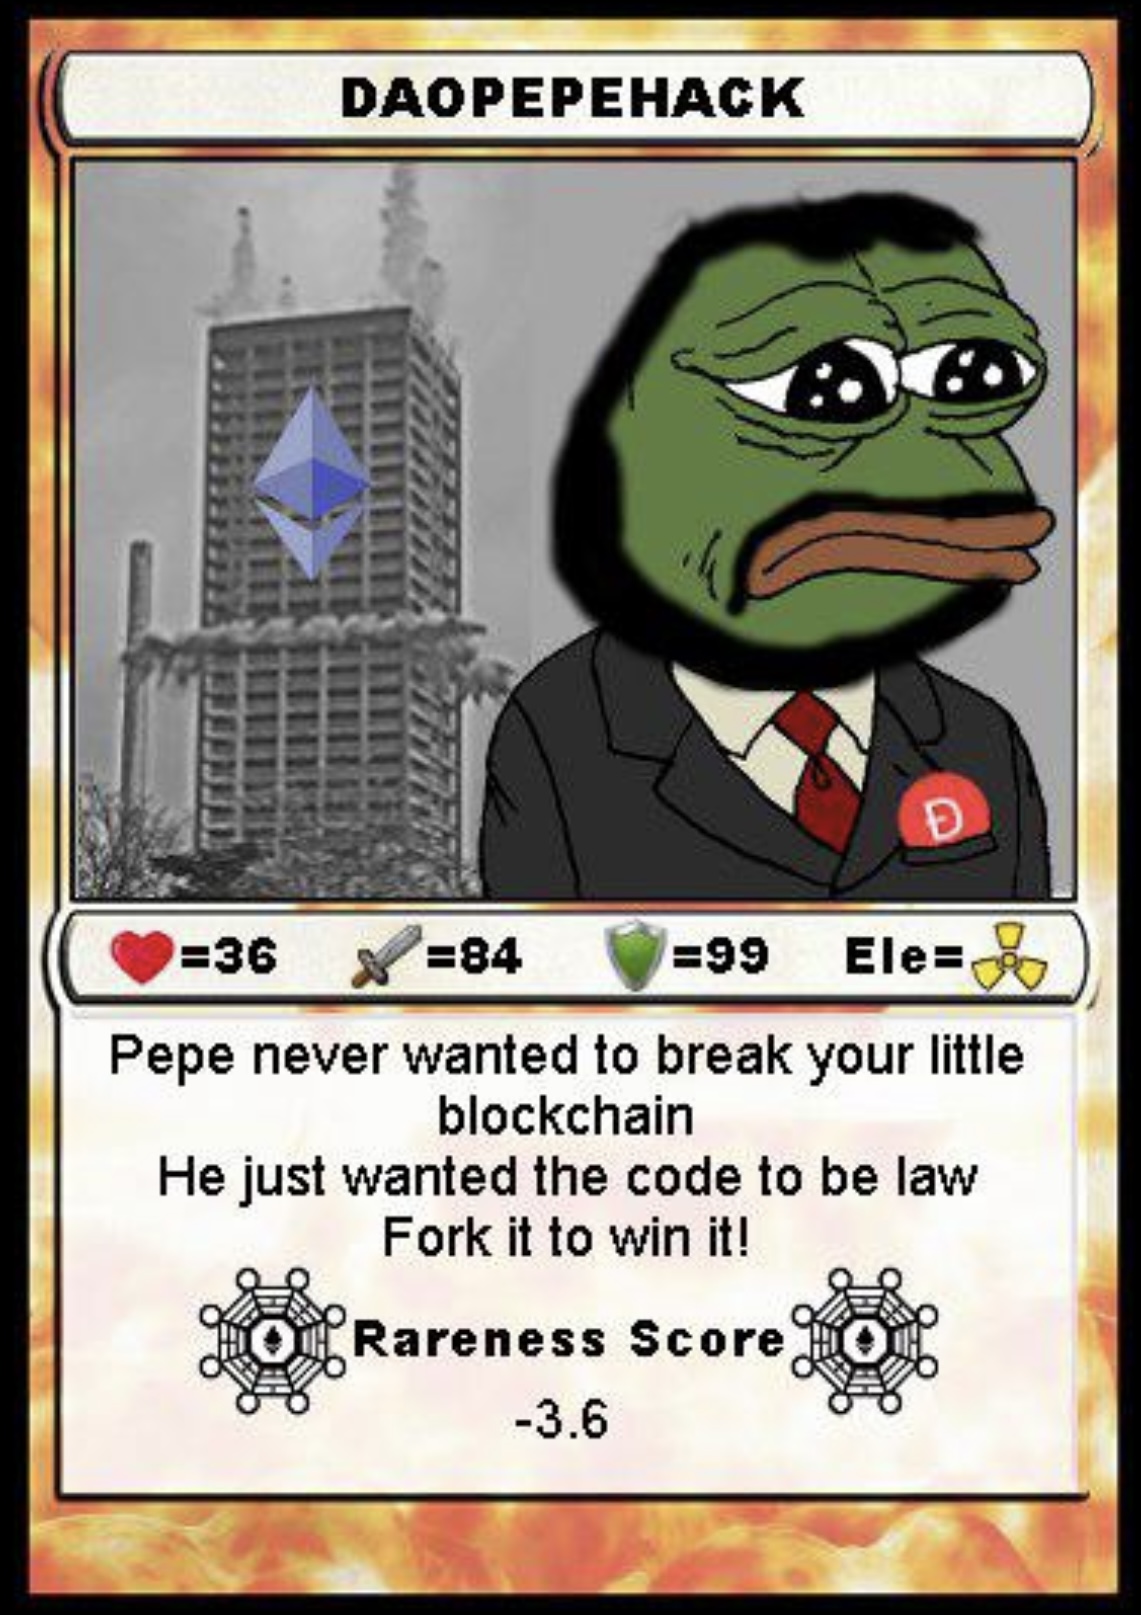 DAOPEPEHACK
Đ
=36 =84 =99 Ele=
Pepe never wanted to break your little
blockchain
He just wanted the code to be law
Fork it to win it!
Rareness Score
-3.6